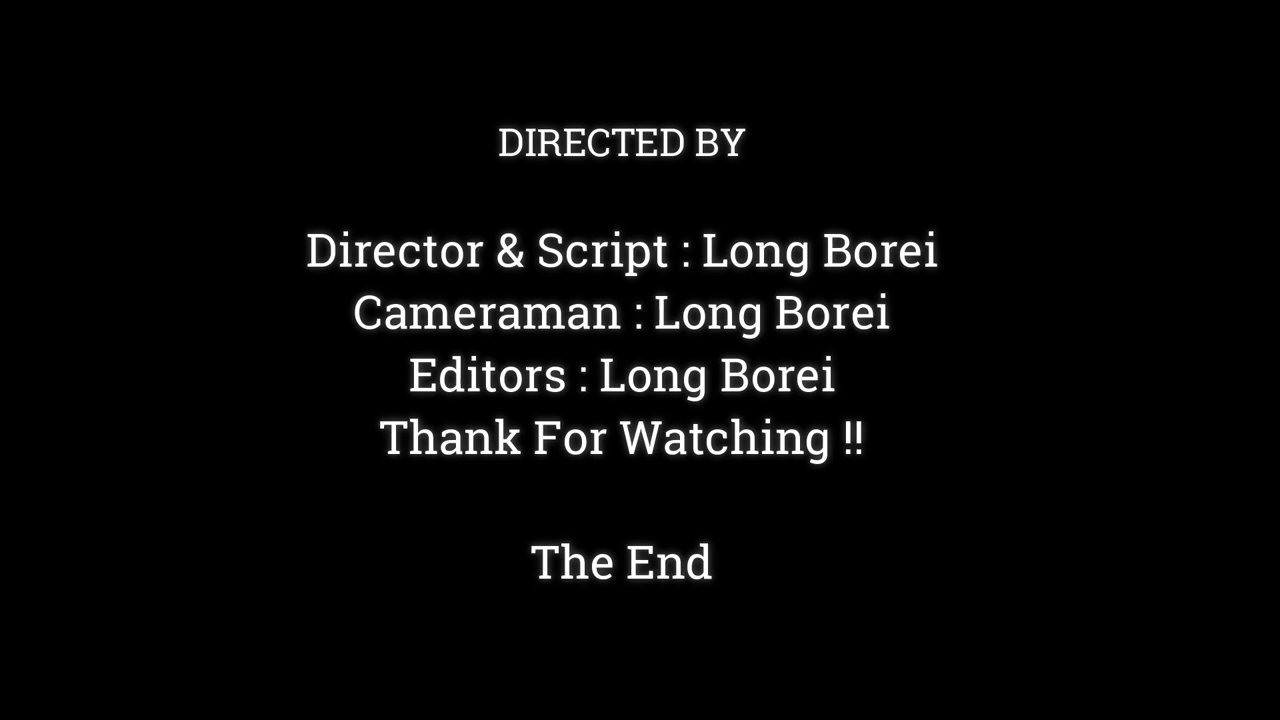 DIRECTED BY
Director & Script : Long Borei
Cameraman : Long Borei
Editors : Long Borei
Thank For Watching !!
The End